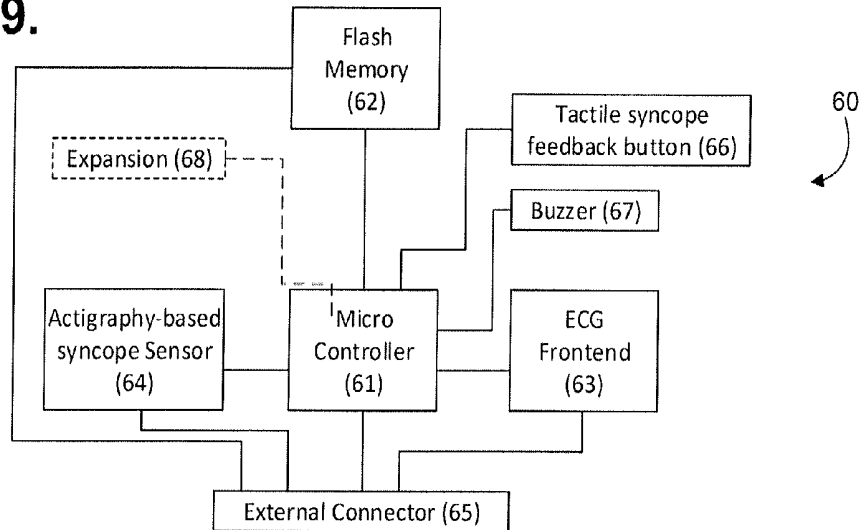 9.
Flash
Memory
(62)
Tactile syncope
feedback button (66)
60
Expansion (68)
Buzzer (67)
Actigraphy-based
syncope Sensor
(64)
Micro
Controller
(61)
ECG
Frontend
(63)
External Connector (65)